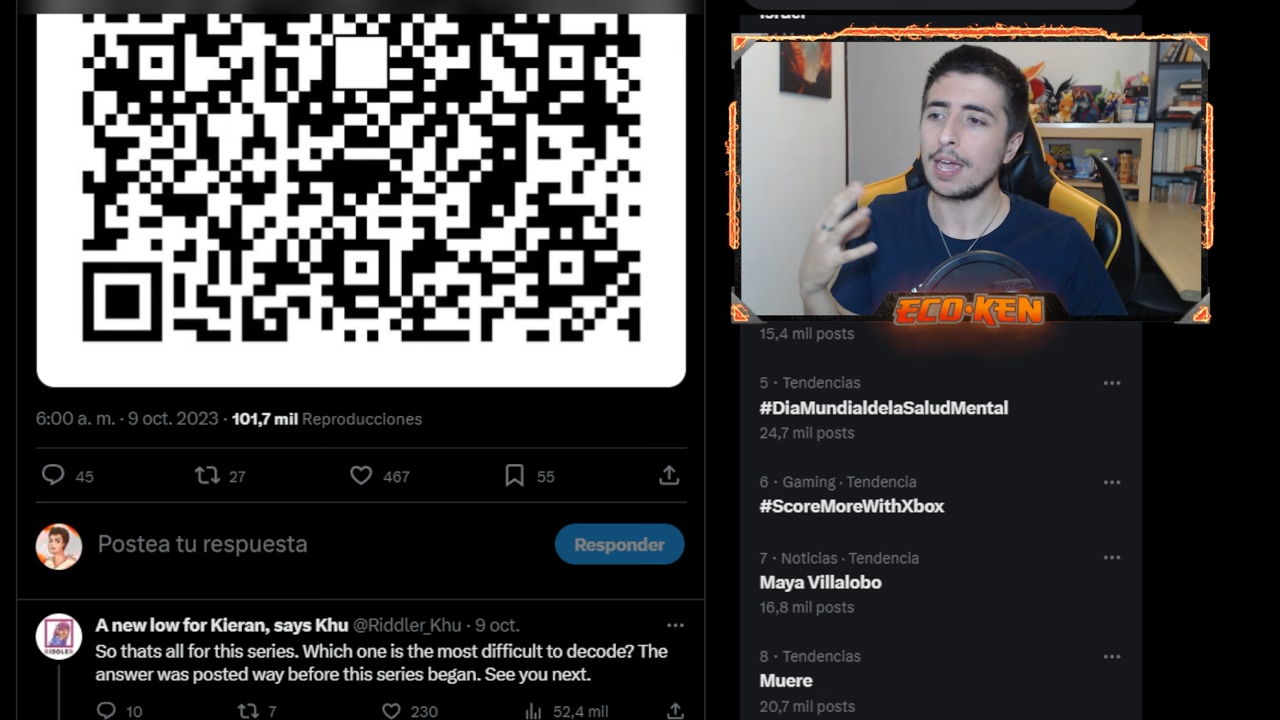 Israel
ECO·KEN
6:00 a. m. · 9 oct. 2023 · 101,7 mil Reproducciones
45 27 467 55
Postea tu respuesta
Responder
A new low for Kieran, says Khu @Riddler_Khu · 9 oct.
So thats all for this series. Which one is the most difficult to decode? The
answer was posted way before this series began. See you next.
10 7 230 52,4 mil
15,4 mil posts
5 · Tendencias
#DiaMundialdelaSaludMental
24,7 mil posts
6 · Gaming · Tendencia
#ScoreMoreWithXbox
7 · Noticias · Tendencia
Maya Villalobo
16,8 mil posts
8 · Tendencias
Muere
20,7 mil posts